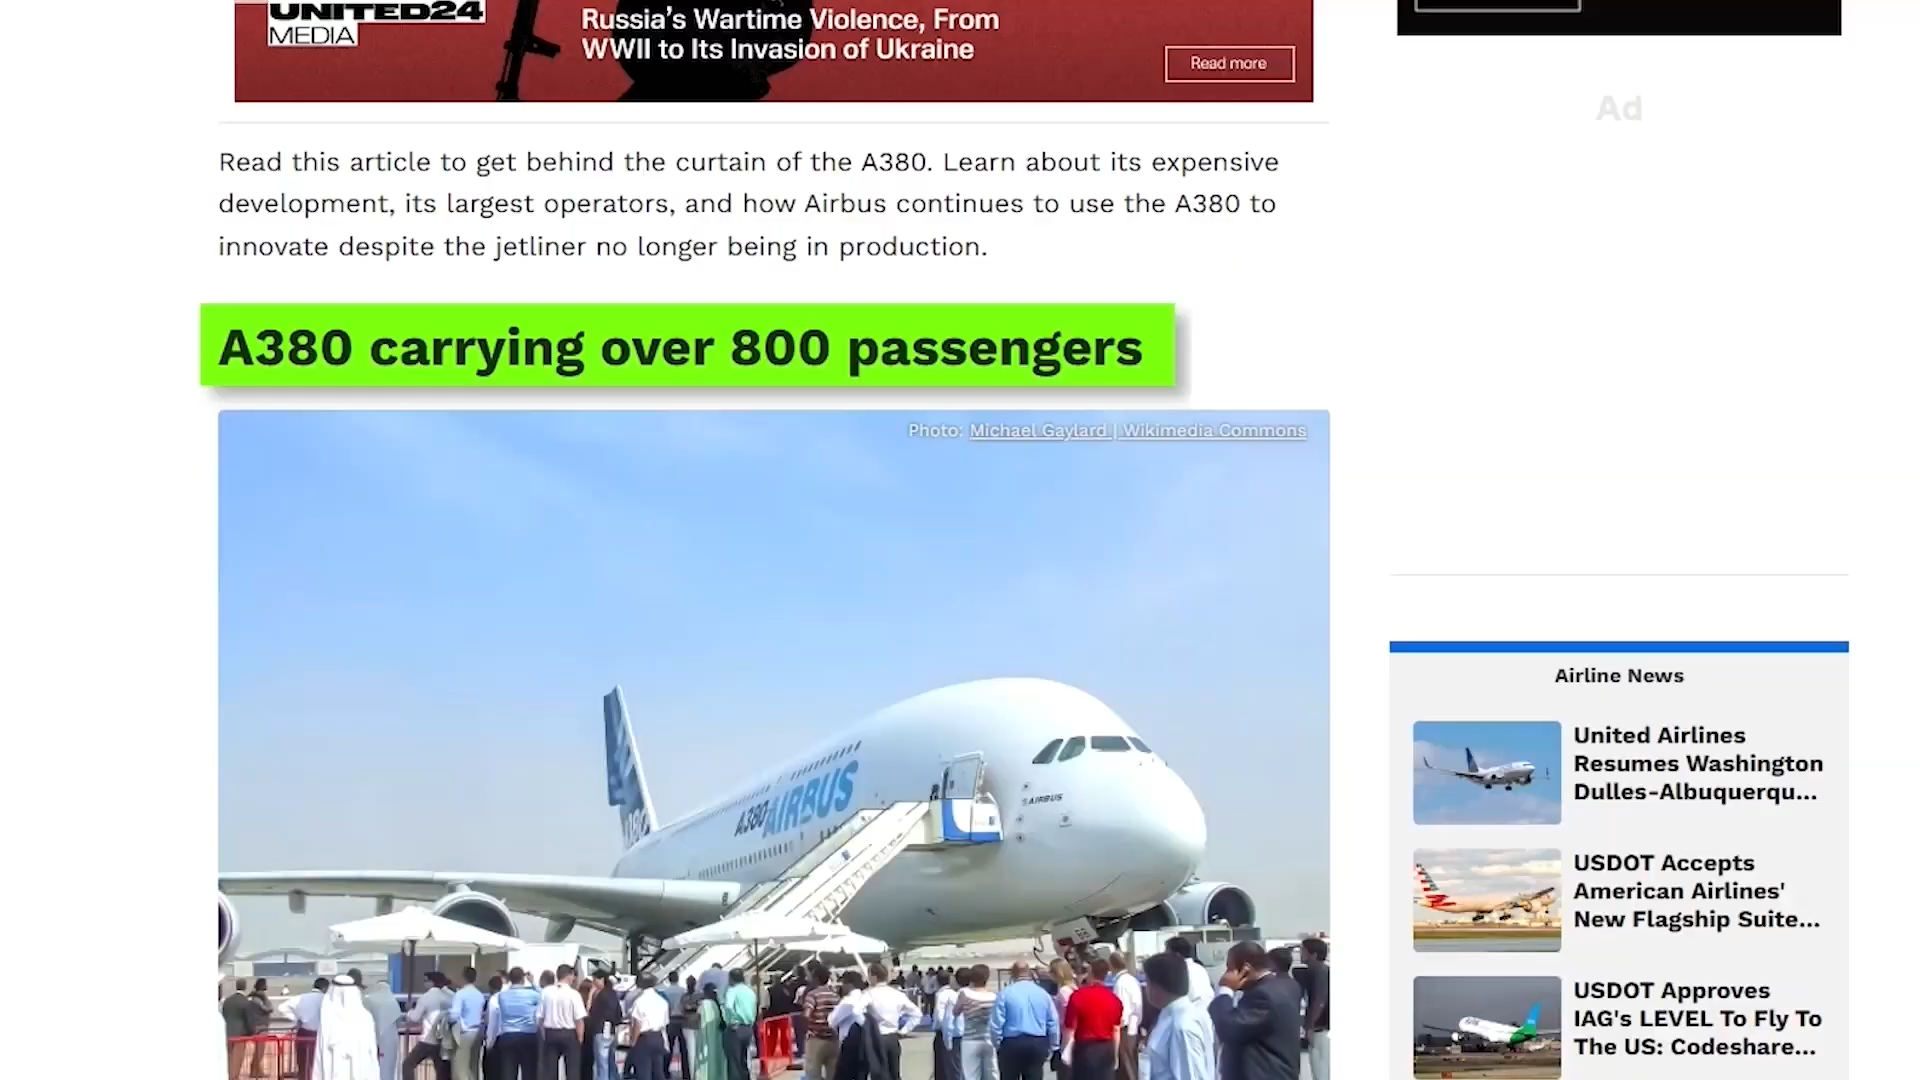 UNITED24
MEDIA
Russia's Wartime Violence, From
WWII to Its Invasion of Ukraine
Read more
Ad
Read this article to get behind the curtain of the A380. Learn about its expensive
development, its largest operators, and how Airbus continues to use the A380 to
innovate despite the jetliner no longer being in production.
A380 carrying over 800 passengers
Photo: Michael Gaylard | Wikimedia Commons
A380 AIRBUS
AIRBUS
Airline News
United Airlines
Resumes Washington
Dulles-Albuquerqu...
USDOT Accepts
American Airlines'
New Flagship Suite...
USDOT Approves
IAG's LEVEL To Fly To
The US: Codeshare...